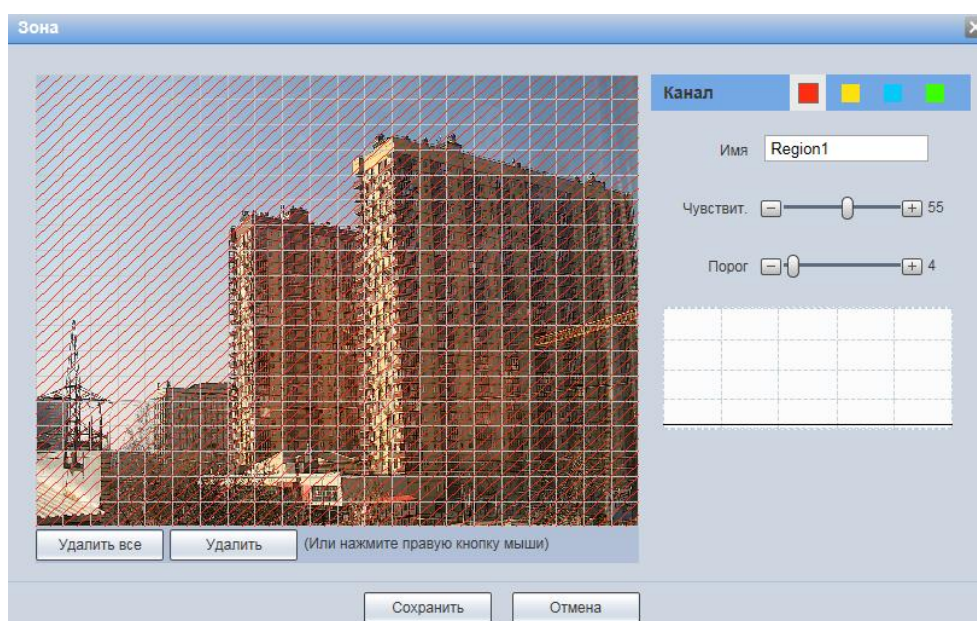 Зона
Канал
Имя Region1
Чувствит. 55
Порог 4
Удалить все Удалить (Или нажмите правую кнопку мыши)
Сохранить Отмена